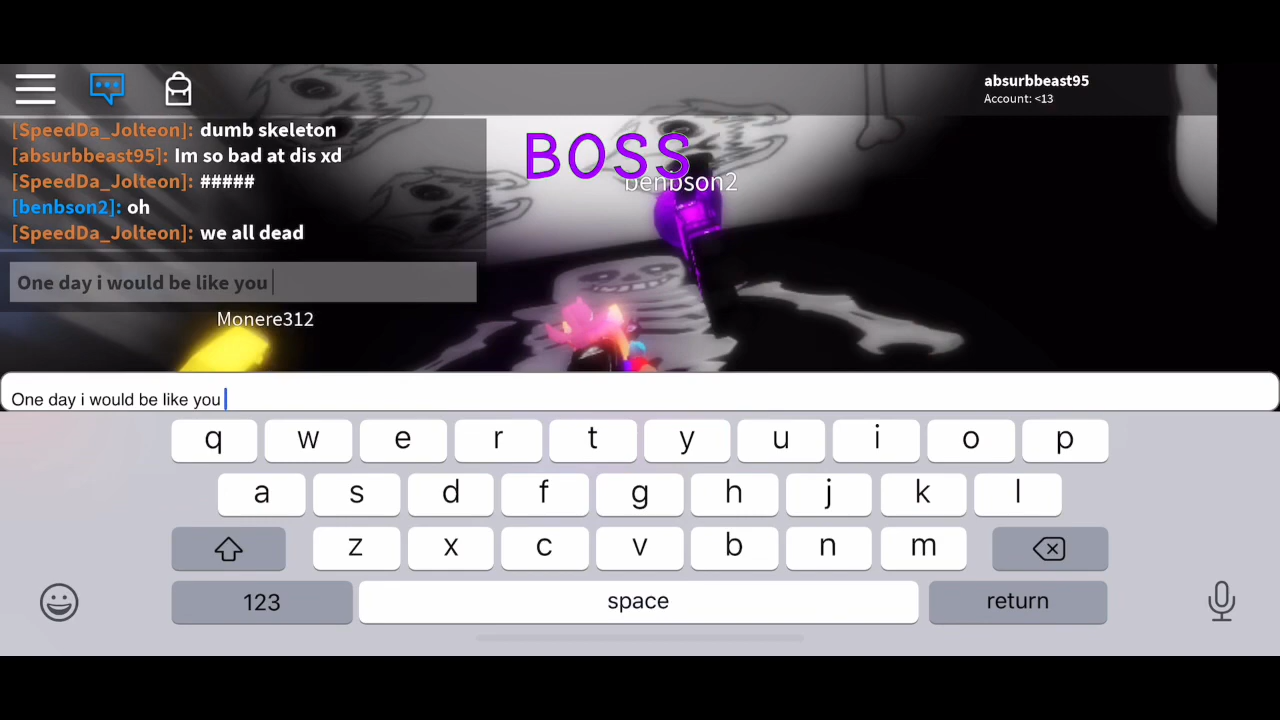 absurbbeast95
Account: <13
[SpeedDa_Jolteon]: dumb skeleton
[absurbbeast95]: Im so bad at dis xd
[SpeedDa_Jolteon]: #####
[benbson2]: oh
[SpeedDa_Jolteon]: we all dead
BOSS
benbson2
One day i would be like you
Monere312
One day i would be like you
q w e r t y u i o p
a s d f g h j k l
z x c v b n m
123 space return